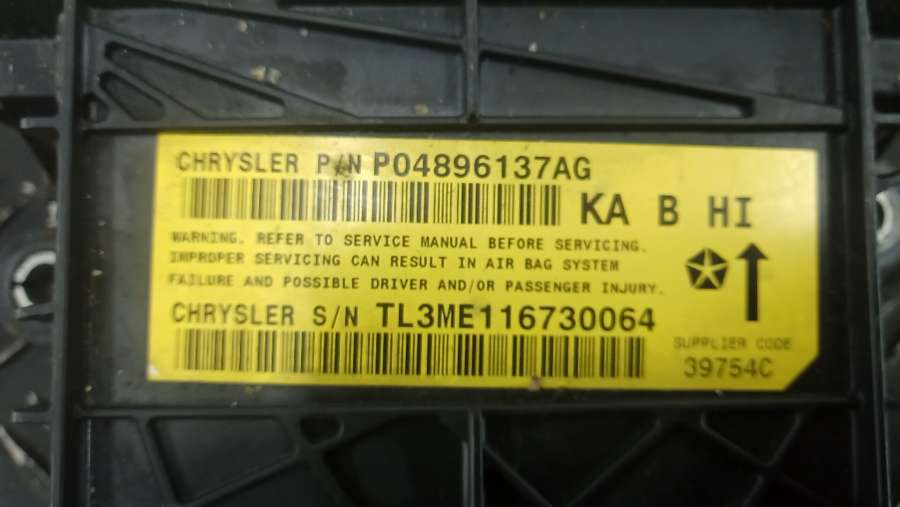 CHRYSLER P/N P04896137AG
KA B HI
WARNING. REFER TO SERVICE MANUAL BEFORE SERVICING.
IMPROPER SERVICING CAN RESULT IN AIR BAG SYSTEM
FAILURE AND POSSIBLE DRIVER AND/OR PASSENGER INJURY.
CHRYSLER S/N TL3ME116730064
SUPPLIER CODE
39754C